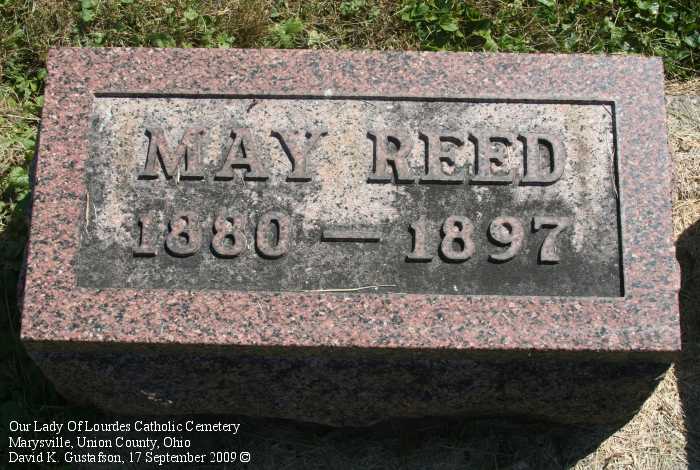 MAY REED
1880 — 1897
Our Lady Of Lourdes Catholic Cemetery
Marysville, Union County, Ohio
David K. Gustafson, 17 September 2009 ©